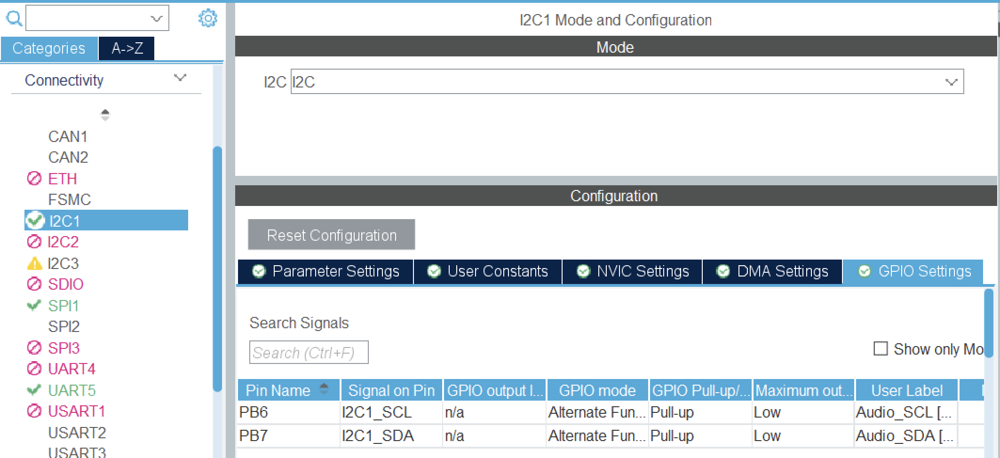 Categories
A->Z
Connectivity
CAN1
CAN2
ETH
FSMC
I2C1
I2C2
I2C3
SDIO
SPI1
SPI2
SPI3
UART4
UART5
USART1
USART2
USART3
I2C1 Mode and Configuration
Mode
I2C I2C
Configuration
Reset Configuration
Parameter Settings User Constants NVIC Settings DMA Settings GPIO Settings
Search Signals
Search (Ctrl+F)
Show only Mo
Pin Name Signal on Pin GPIO output l... GPIO mode GPIO Pull-up/... Maximum out... User Label
PB6 I2C1_SCL n/a Alternate Fun... Pull-up Low Audio_SCL [...
PB7 I2C1_SDA n/a Alternate Fun... Pull-up Low Audio_SDA [...